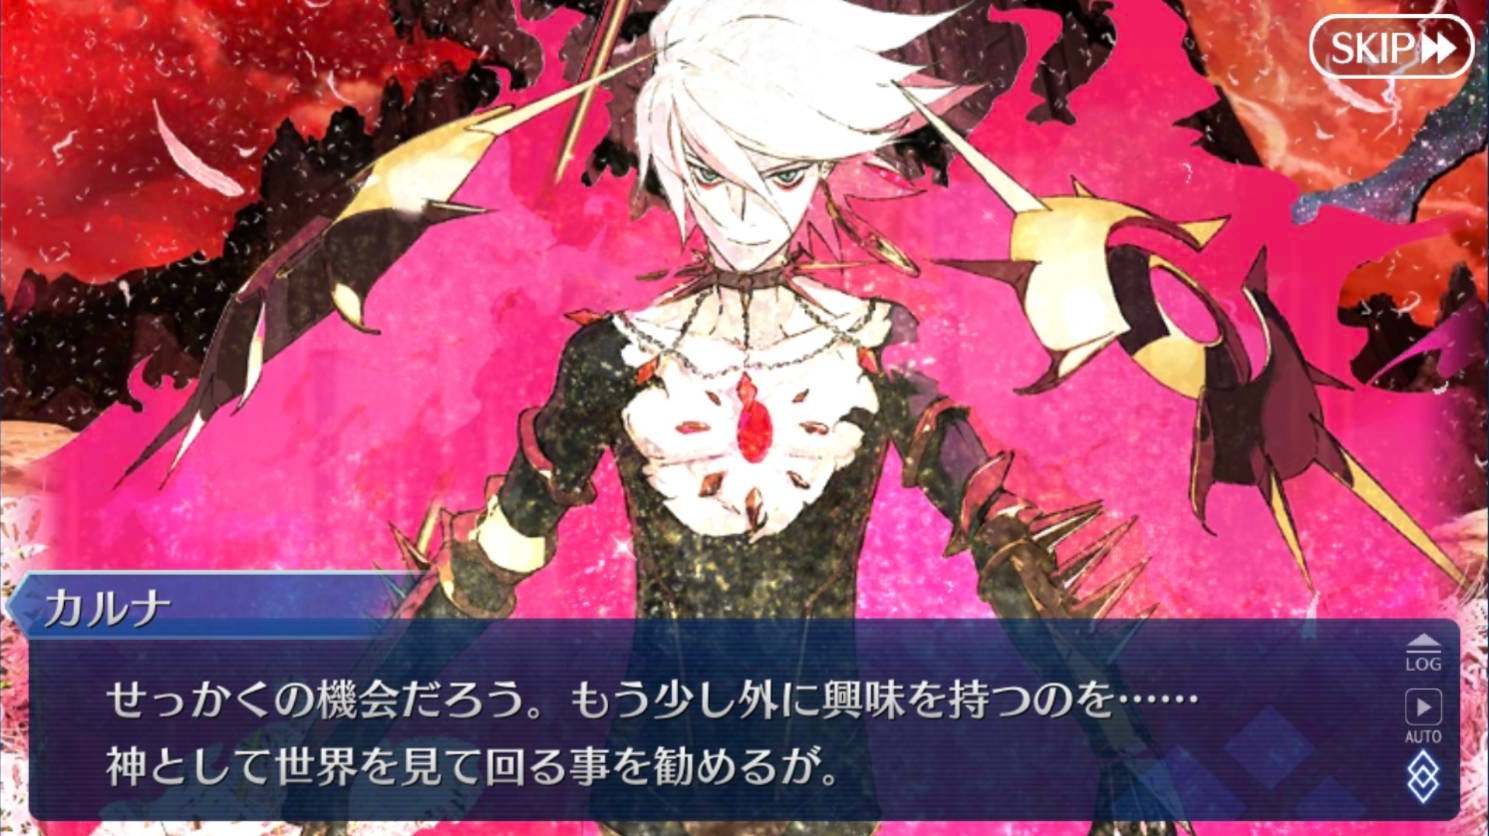 SKIP
カルナ
せっかくの機会だろう。もう少し外に興味を持つのを……
神として世界を見て回る事を勧めるが。
LOG
AUTO